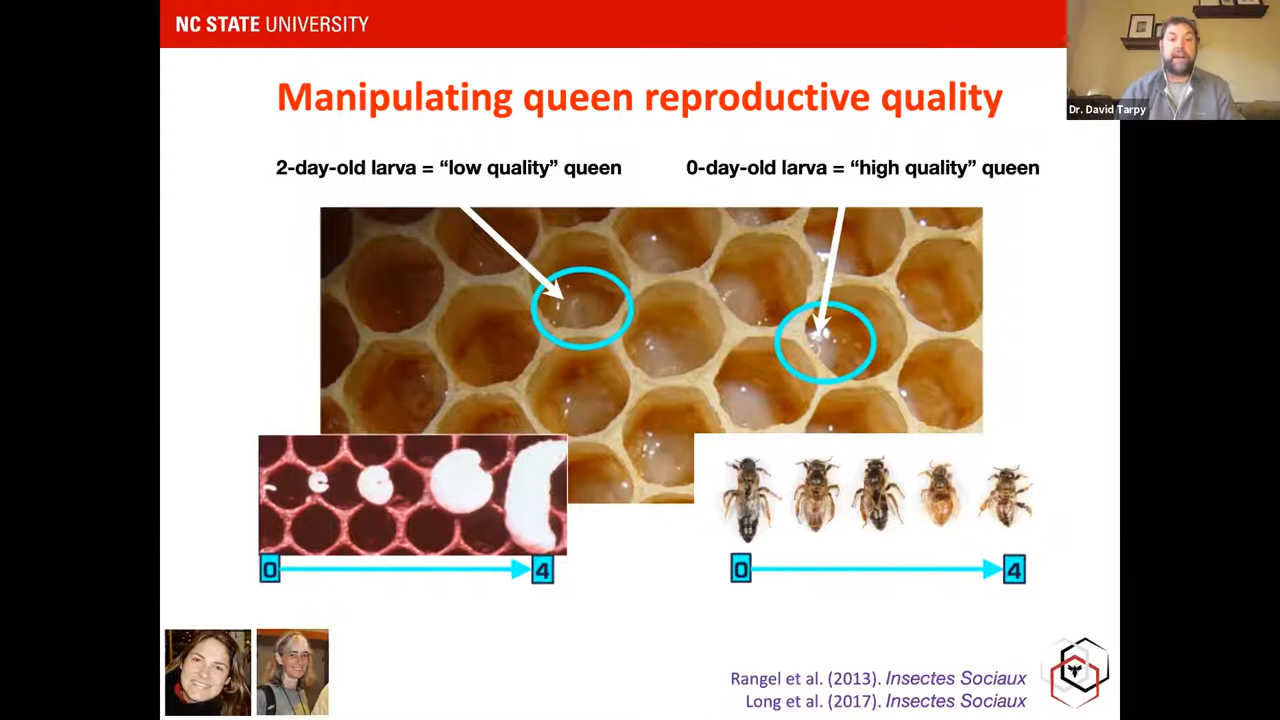 NC STATE UNIVERSITY
Dr. David Tarpy
Manipulating queen reproductive quality
2-day-old larva = “low quality” queen
0-day-old larva = “high quality” queen
0
4
0
4
Rangel et al. (2013). Insectes Sociaux
Long et al. (2017). Insectes Sociaux